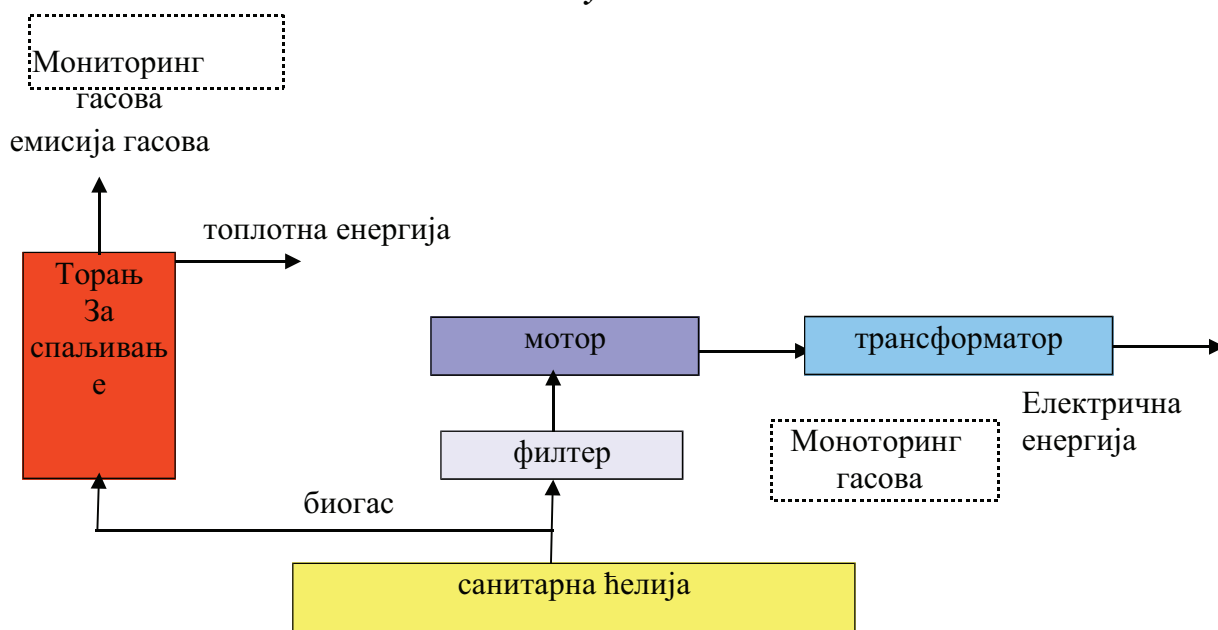 Мониторинг
гасова
емисија гасова
топлотна енергија
Торањ
За
спаљивањ
е
мотор
трансформатор
Електрична
енергија
филтер
Моноторинг
гасова
биогас
санитарна ћелија